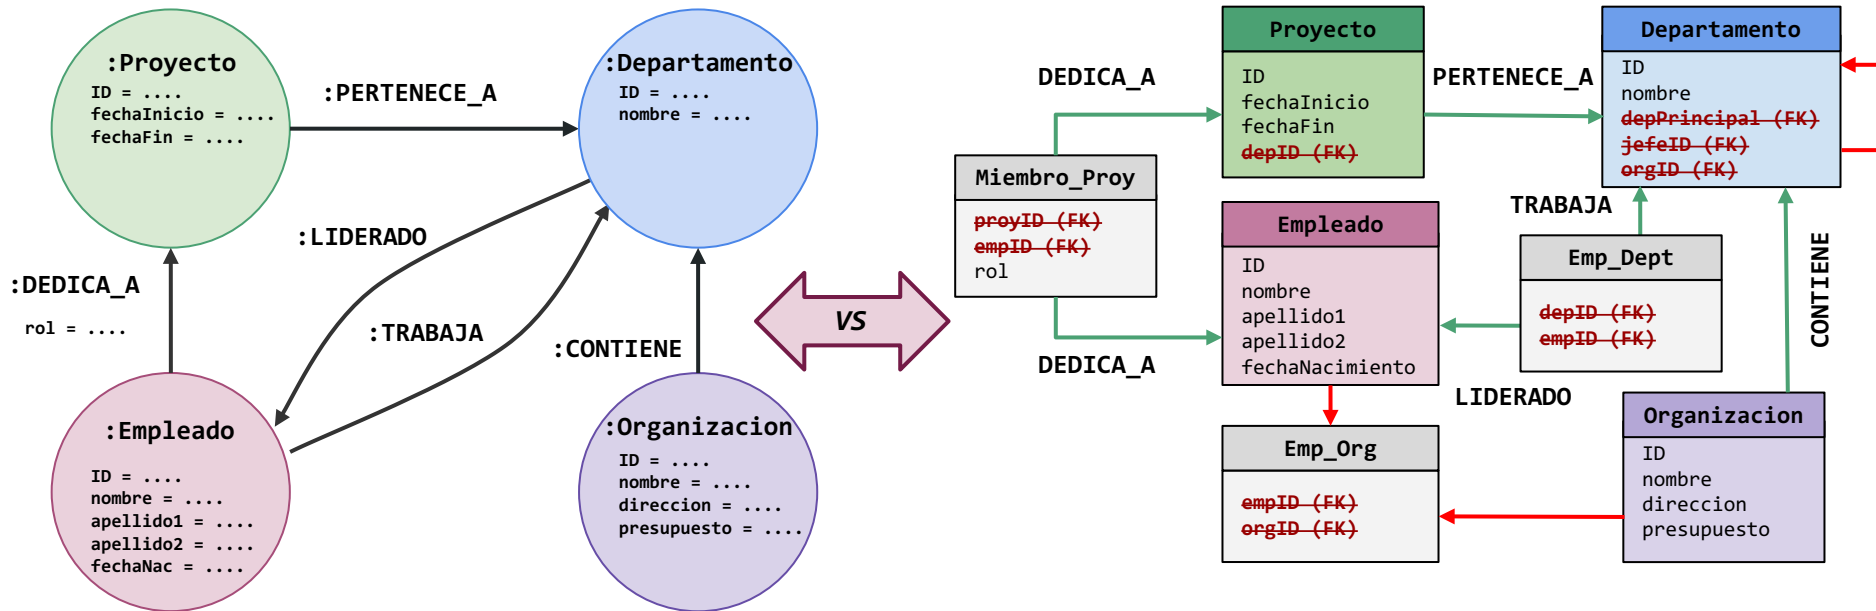 :Proyecto
ID = ....
fechaInicio = ....
fechaFin = ....
:PERTENECE_A
:Departamento
ID = ....
nombre = ....
:LIDERADO
:DEDICA_A
rol = ....
:TRABAJA
:CONTIENE
:Empleado
ID = ....
nombre = ....
apellido1 = ....
apellido2 = ....
fechaNac = ....
:Organizacion
ID = ....
nombre = ....
direccion = ....
presupuesto = ....
VS
DEDICA_A
Proyecto
ID
fechaInicio
fechaFin
depID (FK)
PERTENECE_A
Departamento
ID
nombre
depPrincipal (FK)
jefeID (FK)
orgID (FK)
Miembro_Proy
proyID (FK)
empID (FK)
rol
DEDICA_A
Empleado
ID
nombre
apellido1
apellido2
fechaNacimiento
TRABAJA
Emp_Dept
depID (FK)
empID (FK)
CONTIENE
LIDERADO
Emp_Org
empID (FK)
orgID (FK)
Organizacion
ID
nombre
direccion
presupuesto